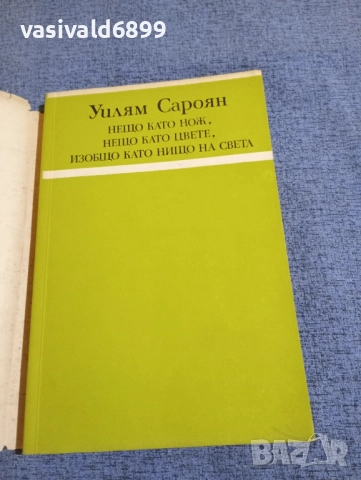 vasivald6899
Уилям Сароян
НЕЩО КАТО НОЖ,
НЕЩО КАТО ЦВЕТЕ,
ИЗОБЩО КАТО НИЩО НА СВЕТА
BAZAR